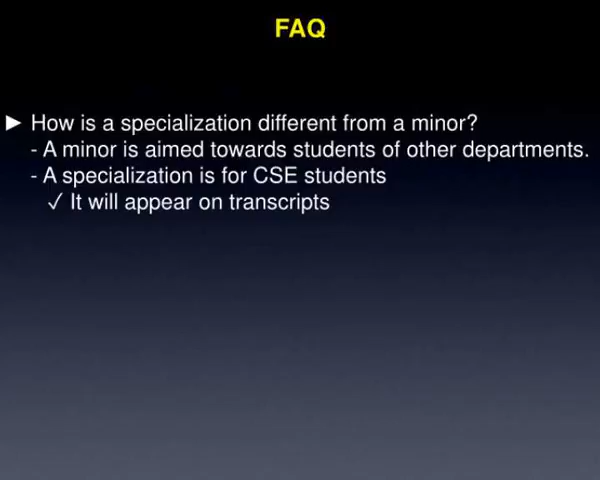 FAQ
► How is a specialization different from a minor?
- A minor is aimed towards students of other departments.
- A specialization is for CSE students
✓ It will appear on transcripts